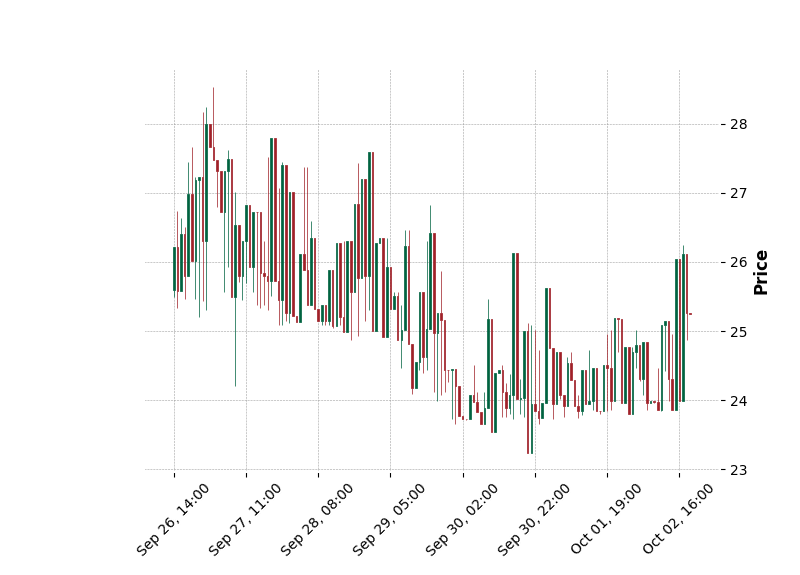 28
27
26
25
24
23
Price
Sep 26, 14:00
Sep 27, 11:00
Sep 28, 08:00
Sep 29, 05:00
Sep 30, 02:00
Sep 30, 22:00
Oct 01, 19:00
Oct 02, 16:00